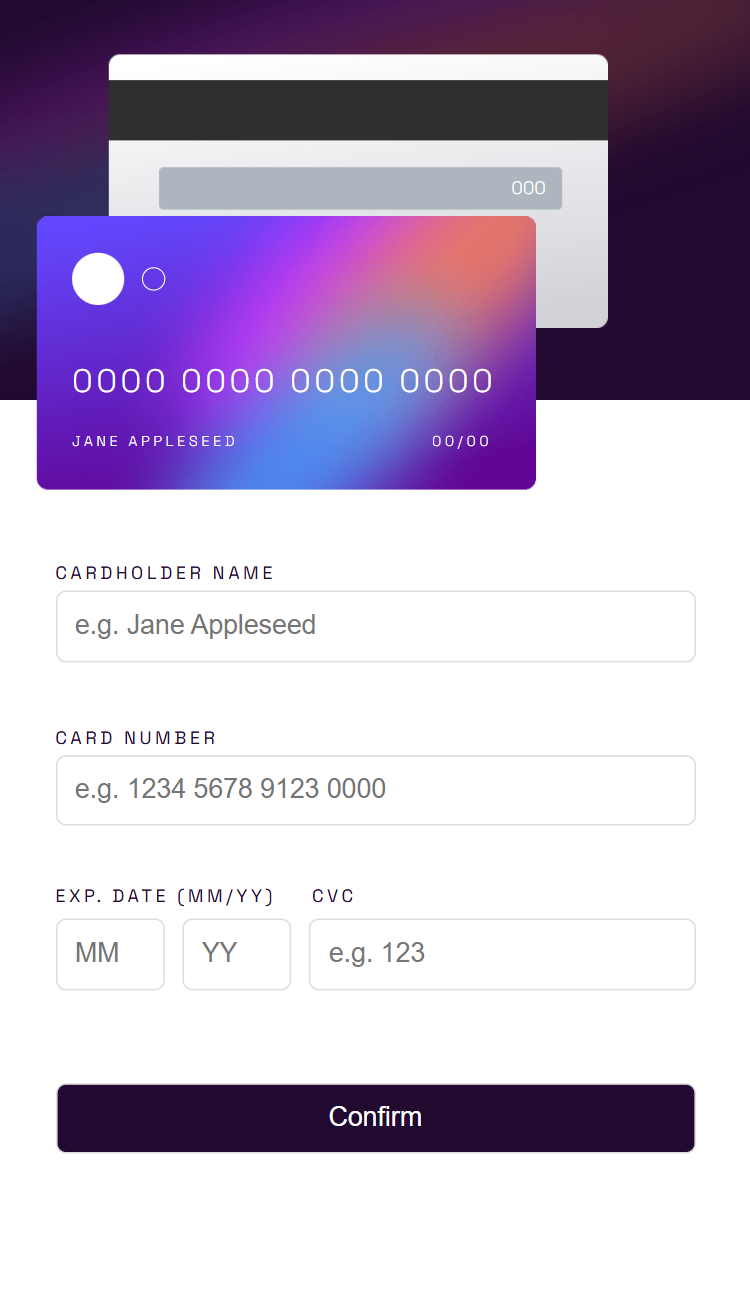 000
0000 0000 0000 0000
JANE APPLESEED 00/00
CARDHOLDER NAME
e.g. Jane Appleseed
CARD NUMBER
e.g. 1234 5678 9123 0000
EXP. DATE (MM/YY) CVC
MM YY e.g. 123
Confirm